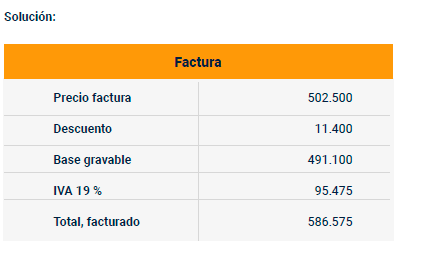 Solución:
Factura
Precio factura 502.500
Descuento 11.400
Base gravable 491.100
IVA 19 % 95.475
Total, facturado 586.575